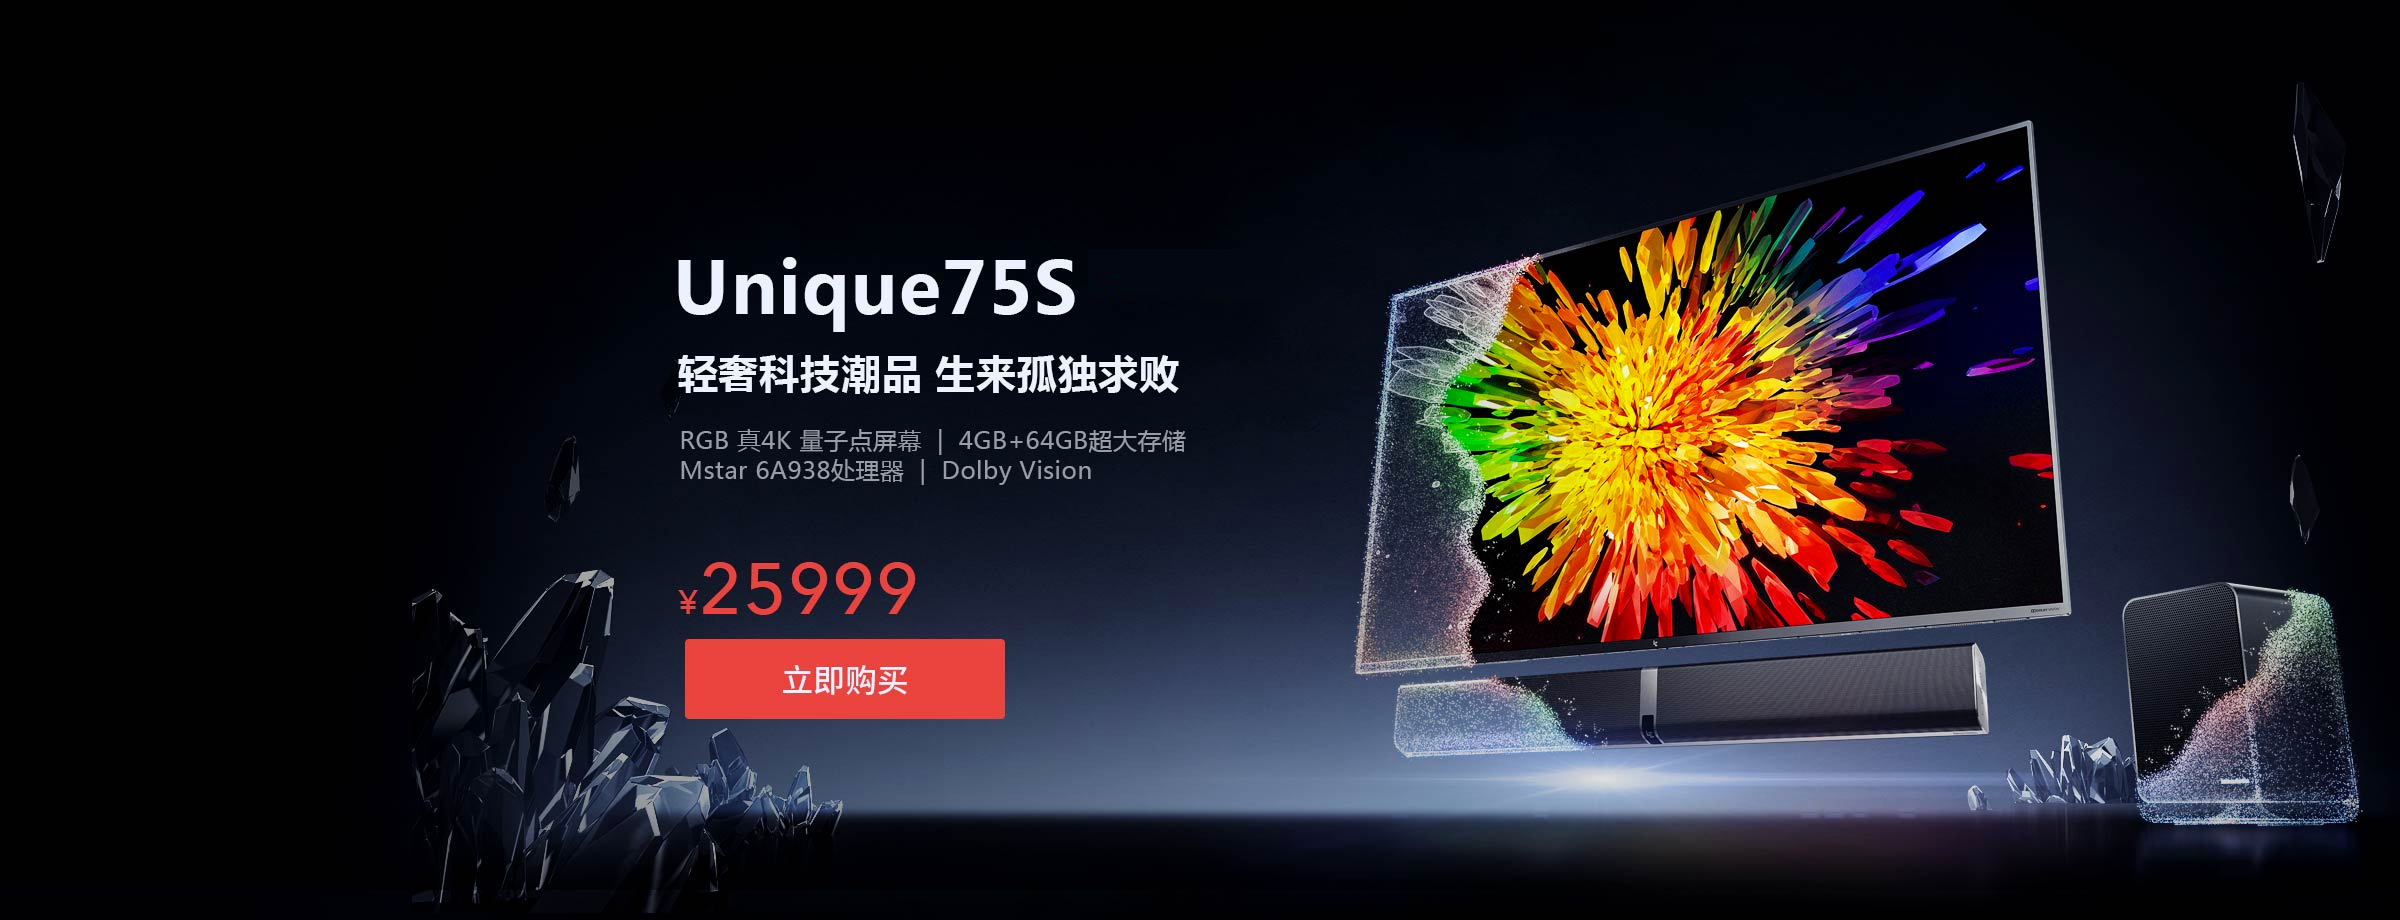 Unique75S
轻奢科技潮品 生来孤独求败
RGB 真4K 量子点屏幕 | 4GB+64GB超大存储
Mstar 6A938处理器 | Dolby Vision
¥25999
立即购买
DOLBY VISION